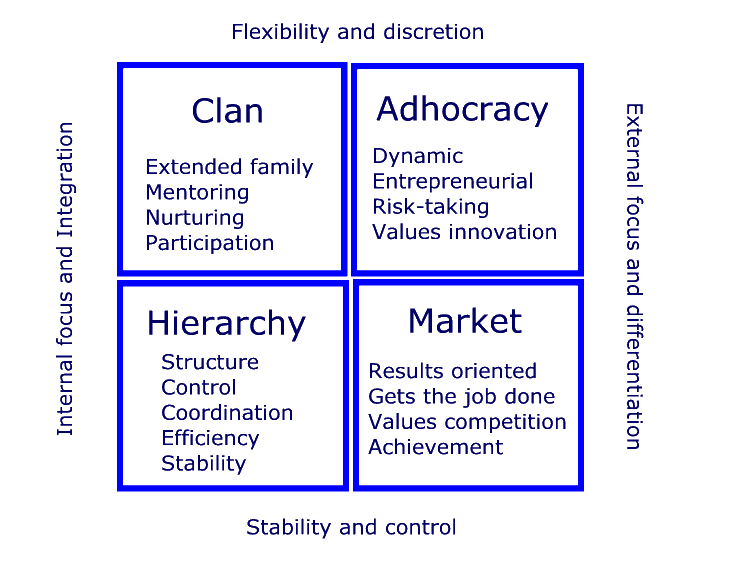 Flexibility and discretion
Internal focus and Integration
Clan
Extended family
Mentoring
Nurturing
Participation
Adhocracy
Dynamic
Entrepreneurial
Risk-taking
Values innovation
External focus and differentiation
Hierarchy
Structure
Control
Coordination
Efficiency
Stability
Market
Results oriented
Gets the job done
Values competition
Achievement
Stability and control